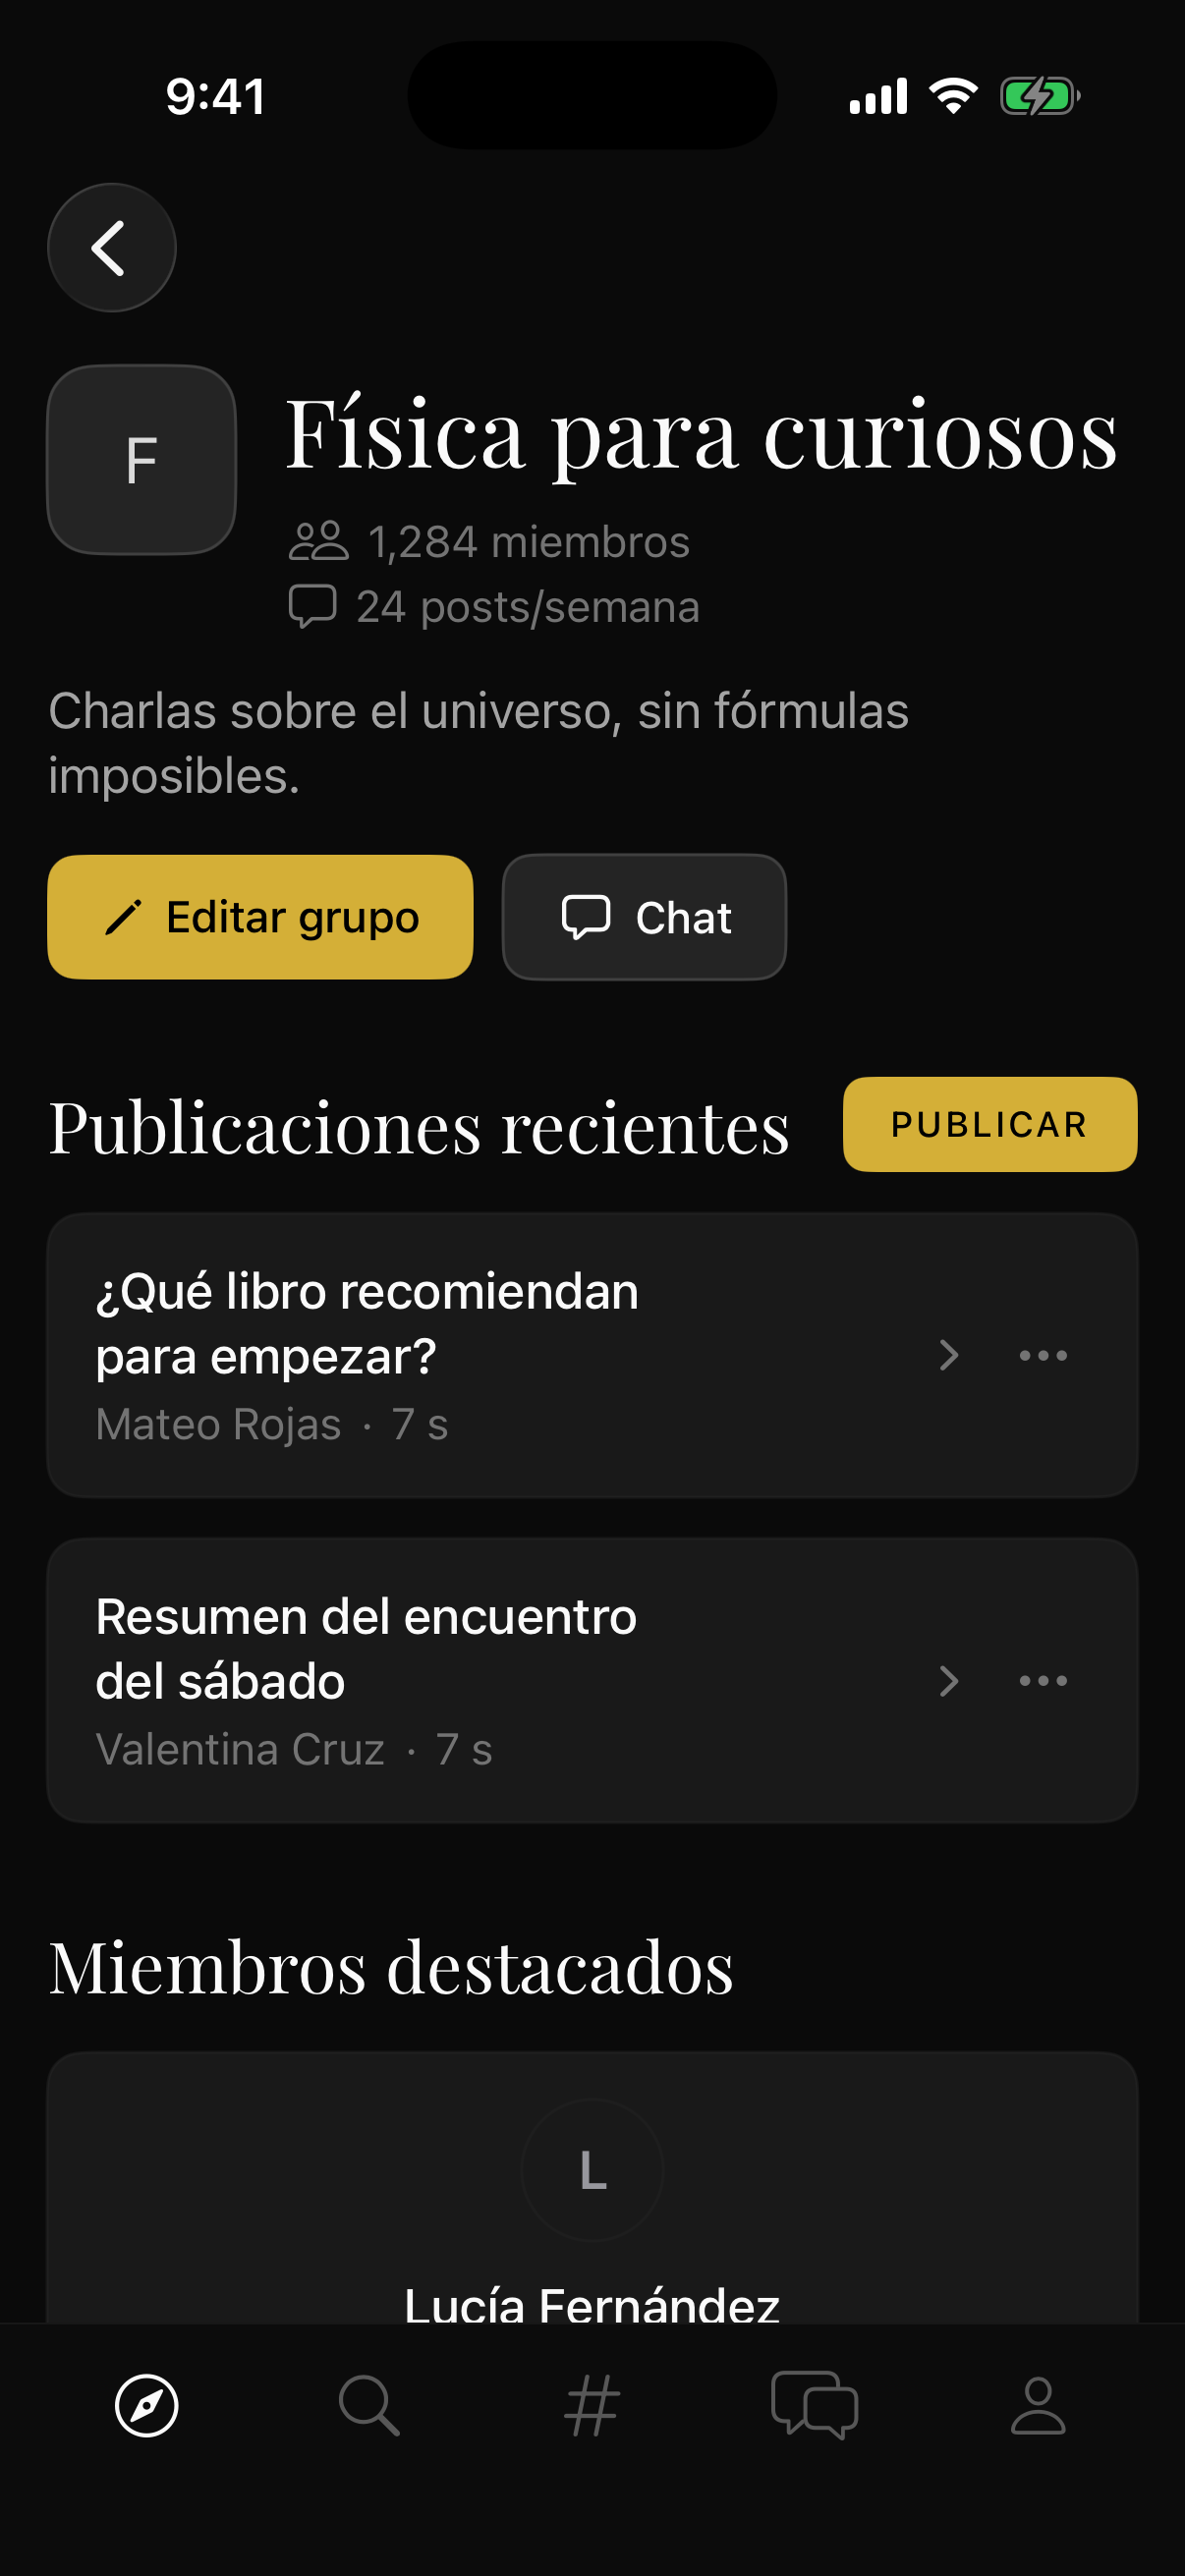 9:41
F
Física para curiosos
1,284 miembros
24 posts/semana
Charlas sobre el universo, sin fórmulas
imposibles.
Editar grupo
Chat
Publicaciones recientes
PUBLICAR
¿Qué libro recomiendan
para empezar?
Mateo Rojas · 7 s
Resumen del encuentro
del sábado
Valentina Cruz · 7 s
Miembros destacados
L
Lucía Fernández